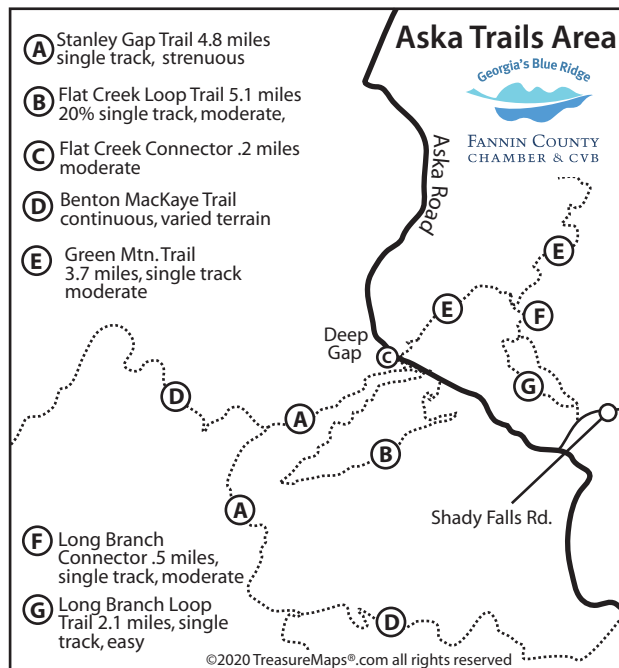 Aska Trails Area
Georgia's Blue Ridge
FANNIN COUNTY
CHAMBER & CVB
A Stanley Gap Trail 4.8 miles
single track, strenuous
B Flat Creek Loop Trail 5.1 miles
20% single track, moderate,
C Flat Creek Connector .2 miles
moderate
D Benton MacKaye Trail
continuous, varied terrain
E Green Mtn. Trail
3.7 miles, single track
moderate
Aska Road
E
E
F
Deep
Gap
C
G
D
A
B
A
Shady Falls Rd.
F Long Branch
Connector .5 miles,
single track, moderate
G Long Branch Loop
Trail 2.1 miles, single
track, easy
D
©2020 TreasureMaps®.com all rights reserved